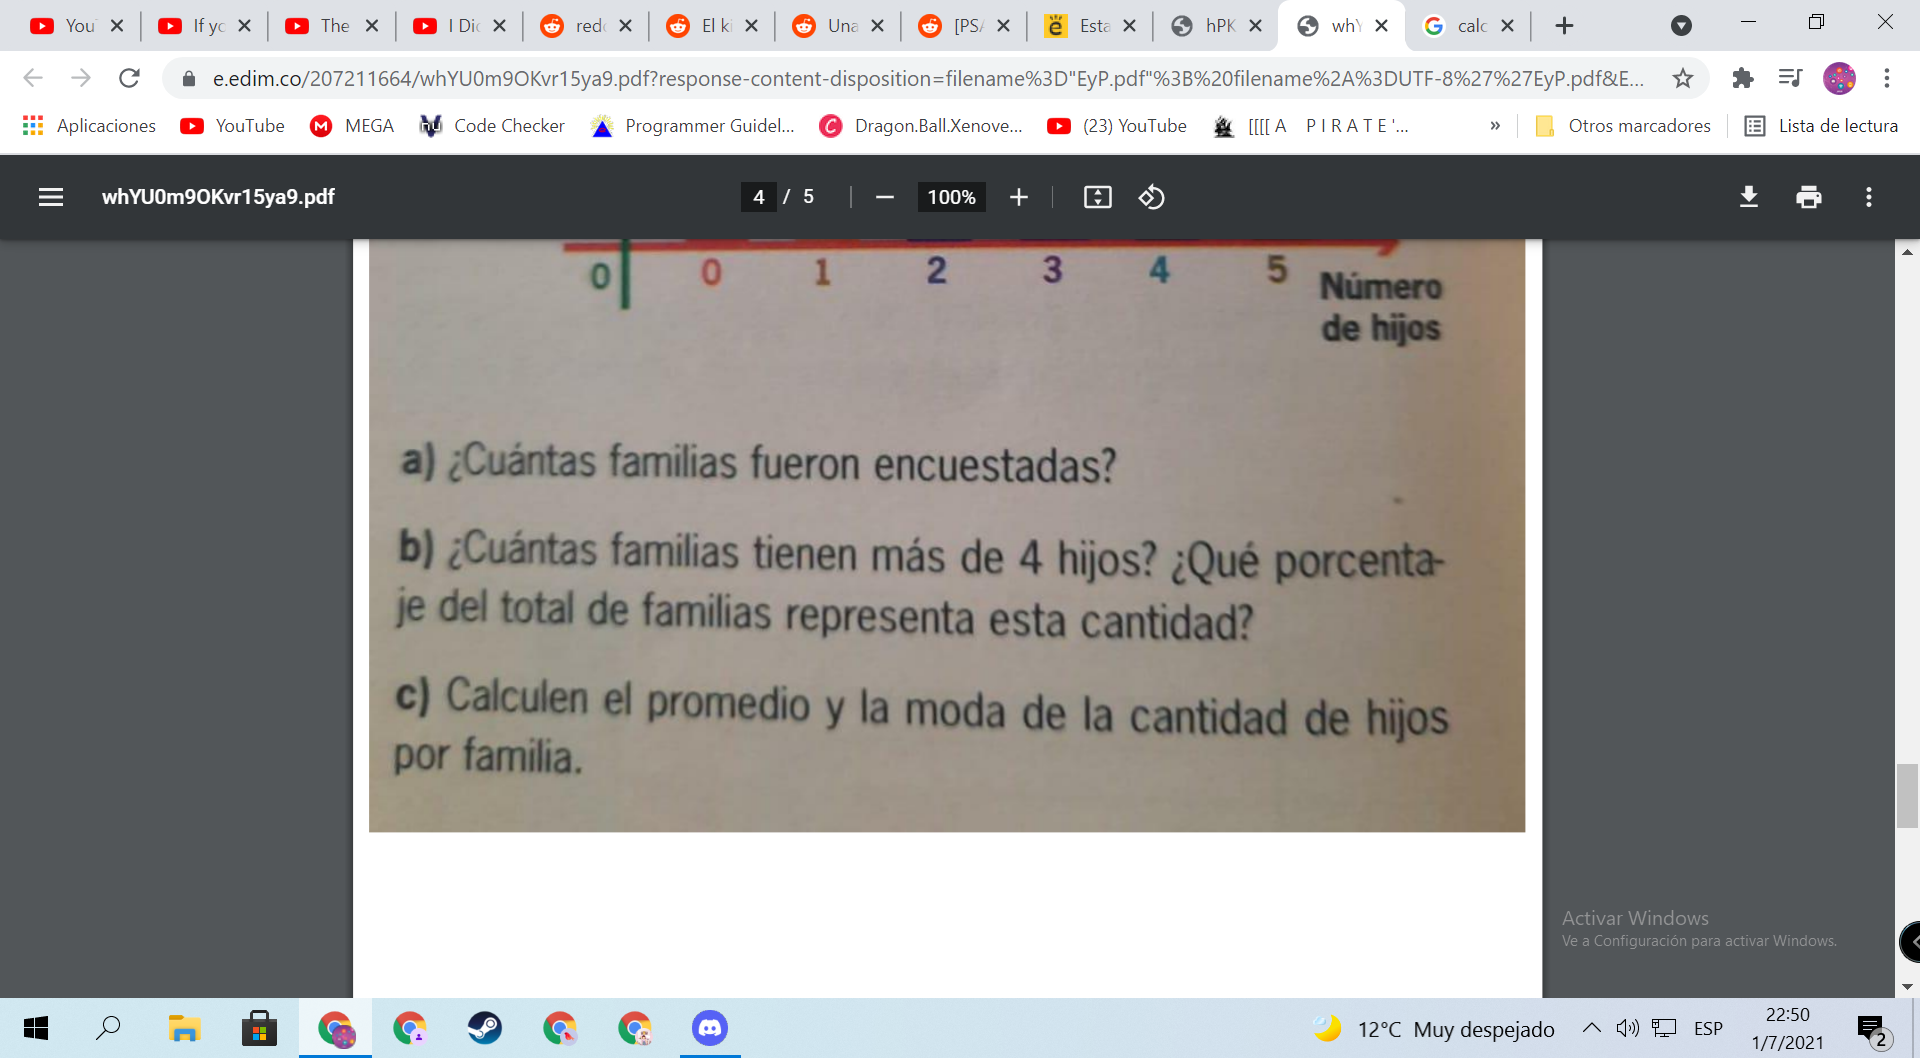 You
If yo
The
I Dic
redd
El ki
Una
[PS
Esta
hPK
wh
calc
e.edim.co/207211664/whYU0m9OKvr15ya9.pdf?response-content-disposition=filename%3D"EyP.pdf"%3B%20filename%2A%3DUTF-8%27%27EyP.pdf&E...
Aplicaciones
YouTube
MEGA
Code Checker
Programmer Guidel...
Dragon.Ball.Xenove...
(23) YouTube
[[[[ A P I R A T E '...
»
Otros marcadores
Lista de lectura
whYU0m9OKvr15ya9.pdf
4 / 5
100%
0 0 1 2 3 4 5 Número
de hijos
a) ¿Cuántas familias fueron encuestadas?
b) ¿Cuántas familias tienen más de 4 hijos? ¿Qué porcenta-
je del total de familias representa esta cantidad?
c) Calculen el promedio y la moda de la cantidad de hijos
por familia.
Activar Windows
Ve a Configuración para activar Windows.
12°C Muy despejado
ESP
22:50
1/7/2021
2